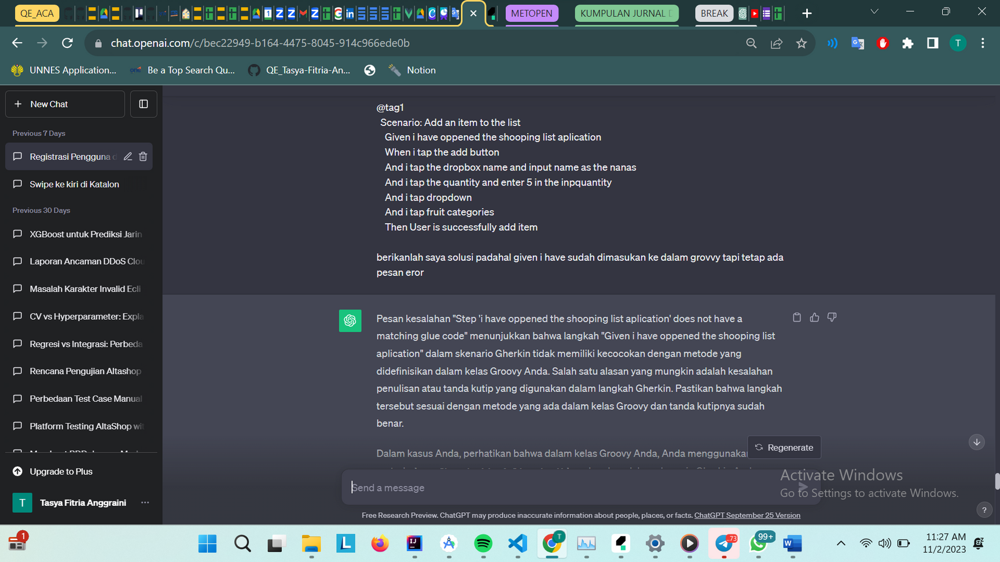 QE_ACA
METOPEN
KUMPULAN JURNAL D
BREAK
chat.openai.com/c/bec22949-b164-4475-8045-914c966ede0b
T
UNNES Application...
Be a Top Search Qu...
QE_Tasya-Fitria-An...
Notion
New Chat
Previous 7 Days
Registrasi Pengguna d
Swipe ke kiri di Katalon
Previous 30 Days
XGBoost untuk Prediksi Jarin
Laporan Ancaman DDoS Clou
Masalah Karakter Invalid Ecli
CV vs Hyperparameter: Expla
Regresi vs Integrasi: Perbeda
Rencana Pengujian Altashop
Perbedaan Test Case Manual
Platform Testing AltaShop wit
Upgrade to Plus
T
Tasya Fitria Anggraini
@tag1
Scenario: Add an item to the list
Given i have oppened the shooping list aplication
When i tap the add button
And i tap the dropbox name and input name as the nanas
And i tap the quantity and enter 5 in the inpquantity
And i tap dropdown
And i tap fruit categories
Then User is successfully add item
berikanlah saya solusi padahal given i have sudah dimasukan ke dalam grovvy tapi tetap ada
pesan eror
Pesan kesalahan "Step 'i have oppened the shooping list aplication' does not have a
matching glue code" menunjukkan bahwa langkah "Given i have oppened the shooping list
aplication" dalam skenario Gherkin tidak memiliki kecocokan dengan metode yang
didefinisikan dalam kelas Groovy Anda. Salah satu alasan yang mungkin adalah kesalahan
penulisan atau tanda kutip yang digunakan dalam langkah Gherkin. Pastikan bahwa langkah
tersebut sesuai dengan metode yang ada dalam kelas Groovy dan tanda kutipnya sudah
benar.
Dalam kasus Anda, perhatikan bahwa dalam kelas Groovy Anda, Anda menggunakan
Regenerate
Send a message
Activate Windows
Go to Settings to activate Windows.
Free Research Preview. ChatGPT may produce inaccurate information about people, places, or facts. ChatGPT September 25 Version
?
1
T
73
99+
11:27 AM
11/2/2023